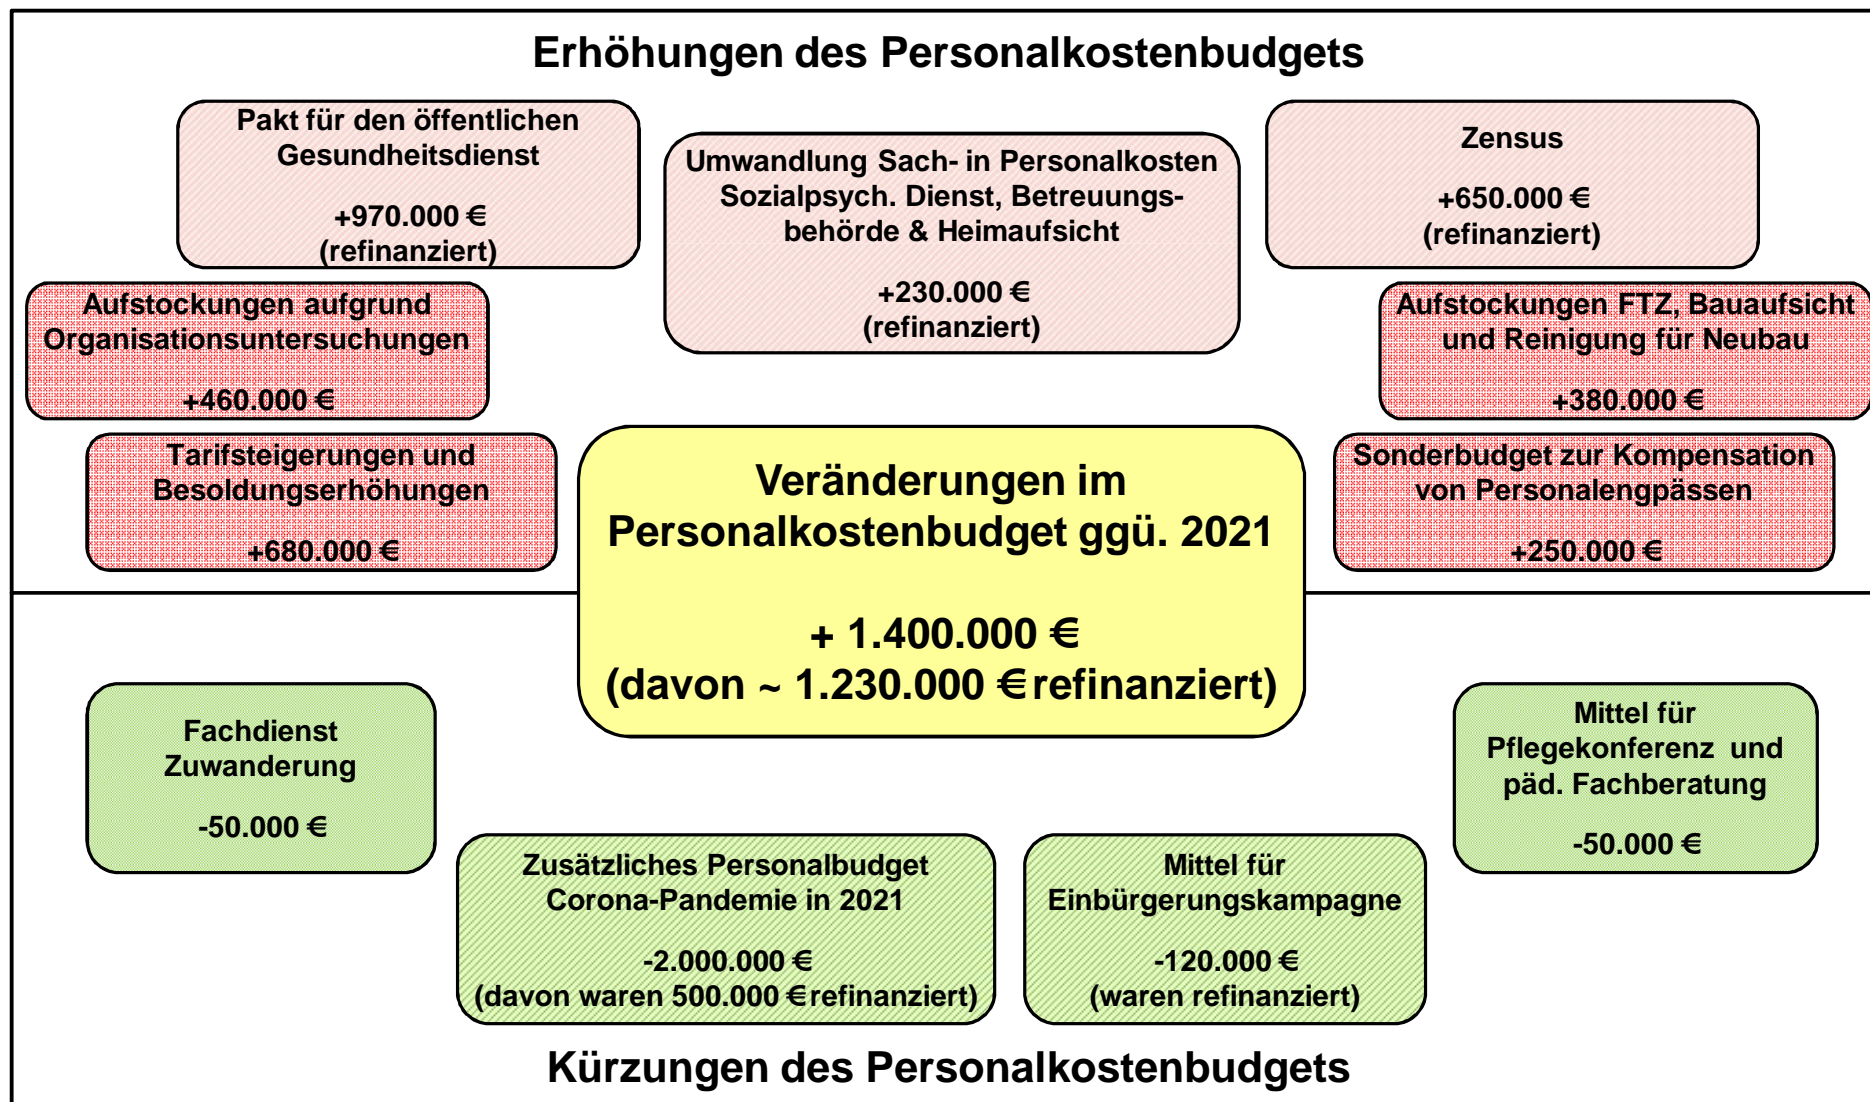 Erhöhungen des Personalkostenbudgets
Pakt für den öffentlichen
Gesundheitsdienst
+970.000 €
(refinanziert)
Umwandlung Sach- in Personalkosten
Sozialpsych. Dienst, Betreuungs-
behörde & Heimaufsicht
+230.000 €
(refinanziert)
Zensus
+650.000 €
(refinanziert)
Aufstockungen aufgrund
Organisationsuntersuchungen
+460.000 €
Aufstockungen FTZ, Bauaufsicht
und Reinigung für Neubau
+380.000 €
Tarifsteigerungen und
Besoldungserhöhungen
+680.000 €
Veränderungen im
Personalkostenbudget ggü. 2021
+ 1.400.000 €
(davon ~ 1.230.000 € refinanziert)
Sonderbudget zur Kompensation
von Personalengpässen
+250.000 €
Fachdienst
Zuwanderung
-50.000 €
Zusätzliches Personalbudget
Corona-Pandemie in 2021
-2.000.000 €
(davon waren 500.000 € refinanziert)
Mittel für
Einbürgerungskampagne
-120.000 €
(waren refinanziert)
Mittel für
Pflegekonferenz und
päd. Fachberatung
-50.000 €
Kürzungen des Personalkostenbudgets